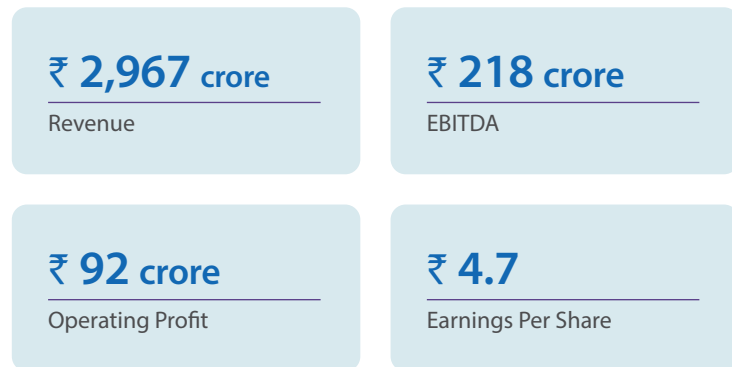 ₹ 2,967 crore
Revenue
₹ 218 crore
EBITDA
₹ 92 crore
Operating Profit
₹ 4.7
Earnings Per Share